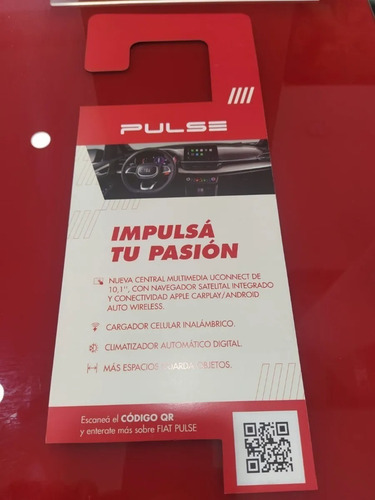 PULSE
IMPULSÁ
TU PASIÓN
NUEVA CENTRAL MULTIMEDIA UCONNECT DE
10,1'', CON NAVEGADOR SATELITAL INTEGRADO
Y CONECTIVIDAD APPLE CARPLAY/ANDROID
AUTO WIRELESS.
CARGADOR CELULAR INALÁMBRICO.
CLIMATIZADOR AUTOMÁTICO DIGITAL.
MÁS ESPACIOS GUARDA OBJETOS.
Escaneá el CÓDIGO QR
y enterate más sobre FIAT PULSE